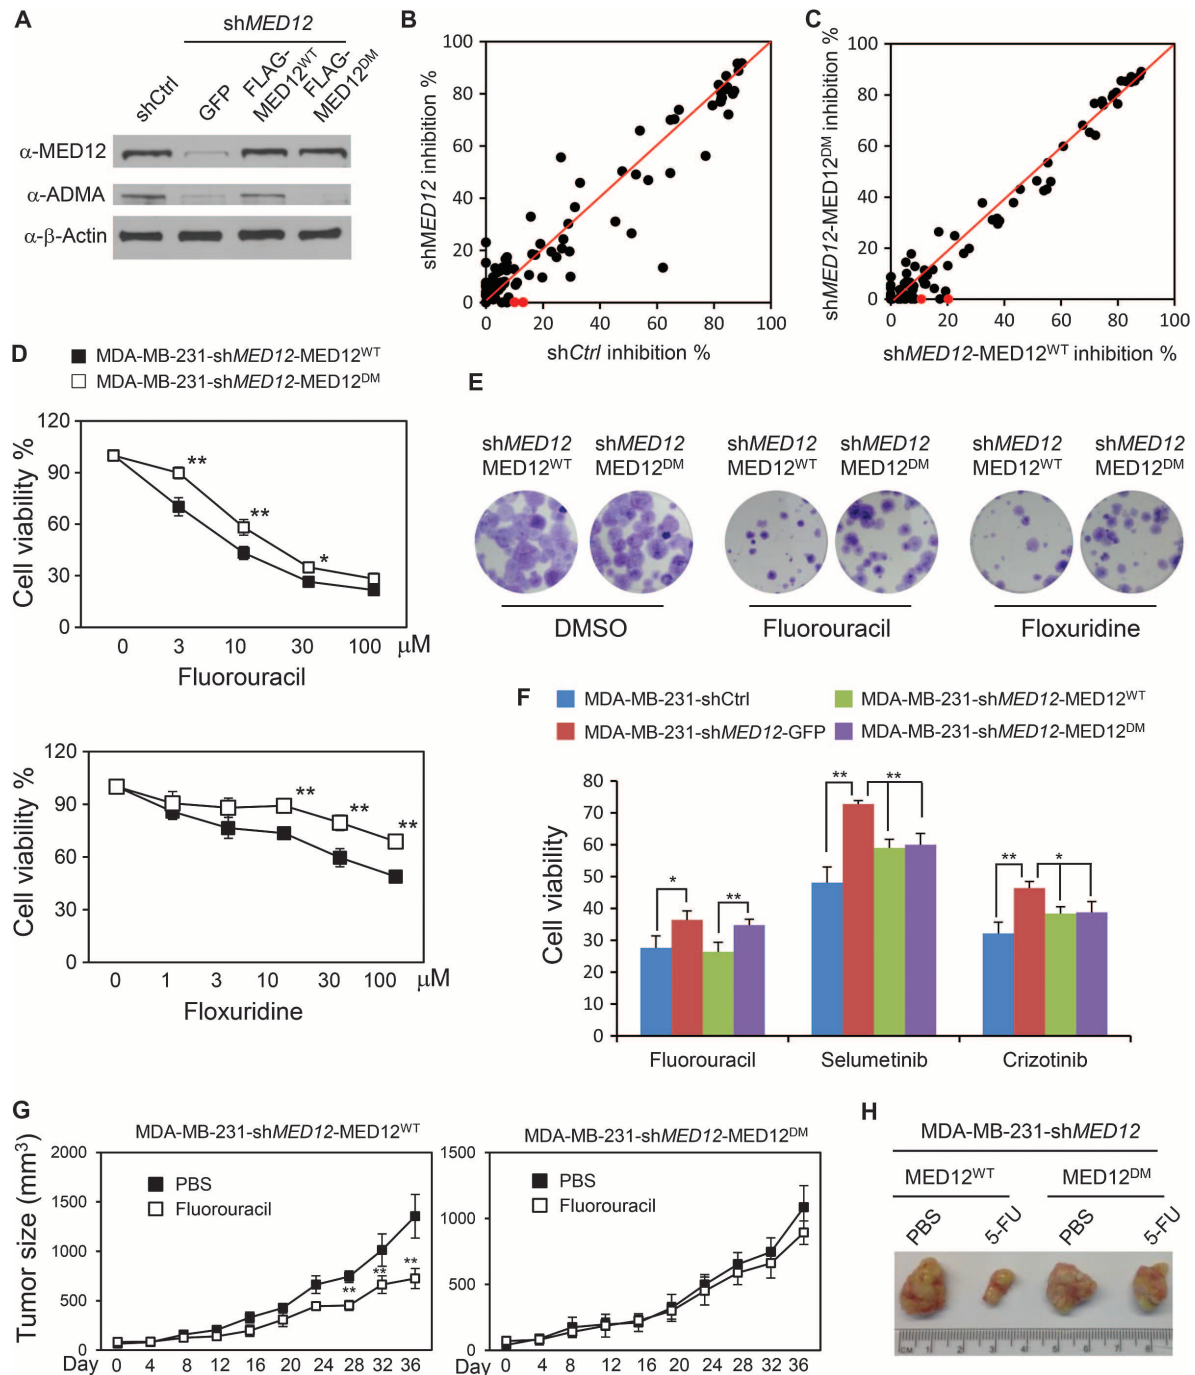 A
shMED12
shCtrl
GFP
FLAG-
MED12WT
FLAG-
MED12DM
α-MED12
α-ADMA
α-β-Actin
B
100
80
60
40
20
0
0 20 40 60 80 100
shMED12 inhibition %
shCtrl inhibition %
C
100
80
60
40
20
0
0 20 40 60 80 100
shMED12-MED12DM inhibition %
shMED12-MED12WT inhibition %
D
MDA-MB-231-shMED12-MED12WT
MDA-MB-231-shMED12-MED12DM
120
90
60
30
0
Cell viability %
** ** *
0 3 10 30 100 μM
Fluorouracil
120
90
60
30
0
Cell viability %
** ** **
0 1 3 10 30 100 μM
Floxuridine
E
shMED12 shMED12 shMED12 shMED12 shMED12 shMED12
MED12WT MED12DM MED12WT MED12DM MED12WT MED12DM
DMSO Fluorouracil Floxuridine
F
MDA-MB-231-shCtrl MDA-MB-231-shMED12-MED12WT
MDA-MB-231-shMED12-GFP MDA-MB-231-shMED12-MED12DM
80
70
60
50
40
30
20
10
0
Cell viability
* ** ** ** ** *
Fluorouracil Selumetinib Crizotinib
G
MDA-MB-231-shMED12-MED12WT
2000
1500
1000
500
0
Tumor size (mm3)
PBS
Fluorouracil
** ** **
Day 0 4 8 12 16 20 24 28 32 36
MDA-MB-231-shMED12-MED12DM
1500
1000
500
0
PBS
Fluorouracil
Day 0 4 8 12 16 20 24 28 32 36
H
MDA-MB-231-shMED12
MED12WT MED12DM
PBS 5-FU PBS 5-FU
CM 1 2 3 4 5 6 7 8